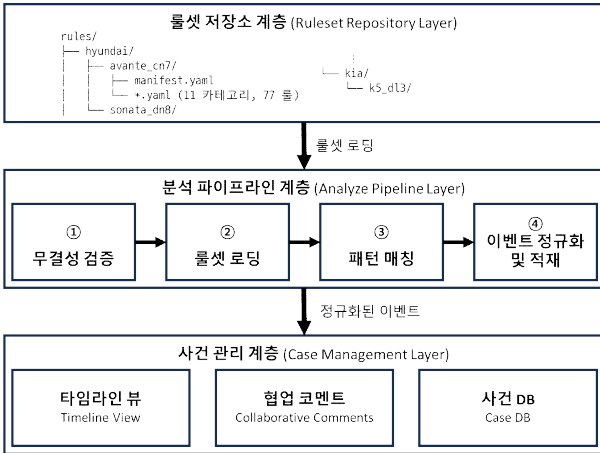 룰셋 저장소 계층 (Ruleset Repository Layer)
rules/
├── hyundai/
│   ├── avante_cn7/
│   │   ├── manifest.yaml
│   │   └── *.yaml (11 카테고리, 77 룰)
│   └── sonata_dn8/
⋮
└── kia/
└── k5_dl3/
룰셋 로딩
분석 파이프라인 계층 (Analyze Pipeline Layer)
①
무결성 검증
②
룰셋 로딩
③
패턴 매칭
④
이벤트 정규화
및 적재
정규화된 이벤트
사건 관리 계층 (Case Management Layer)
타임라인 뷰
Timeline View
협업 코멘트
Collaborative Comments
사건 DB
Case DB